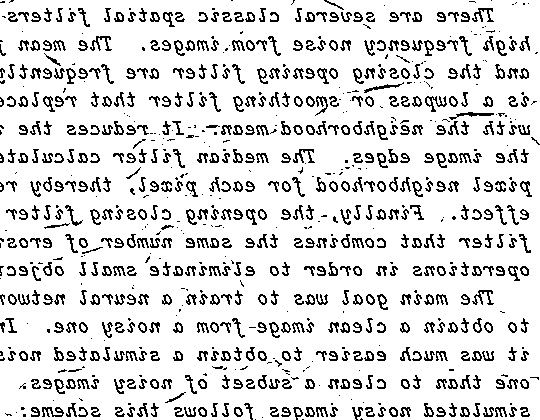 There are several classic spatial filters
high frequency noise from images. The mean
and the closing opening filter are frequently
is a lowpass or smoothing filter that replace
with the neighborhood mean. It reduces the
the image edges. The median filter calculate
pixel neighborhood for each pixel, thereby re
effect. Finally, the opening closing filter
filter that combines the same number of erosi
operations in order to eliminate small object
The main goal was to train a neural networ
to obtain a clean image from a noisy one. In
it was much easier to obtain a simulated nois
one than to clean a subset of noisy images.
simulated noisy images follows this scheme: